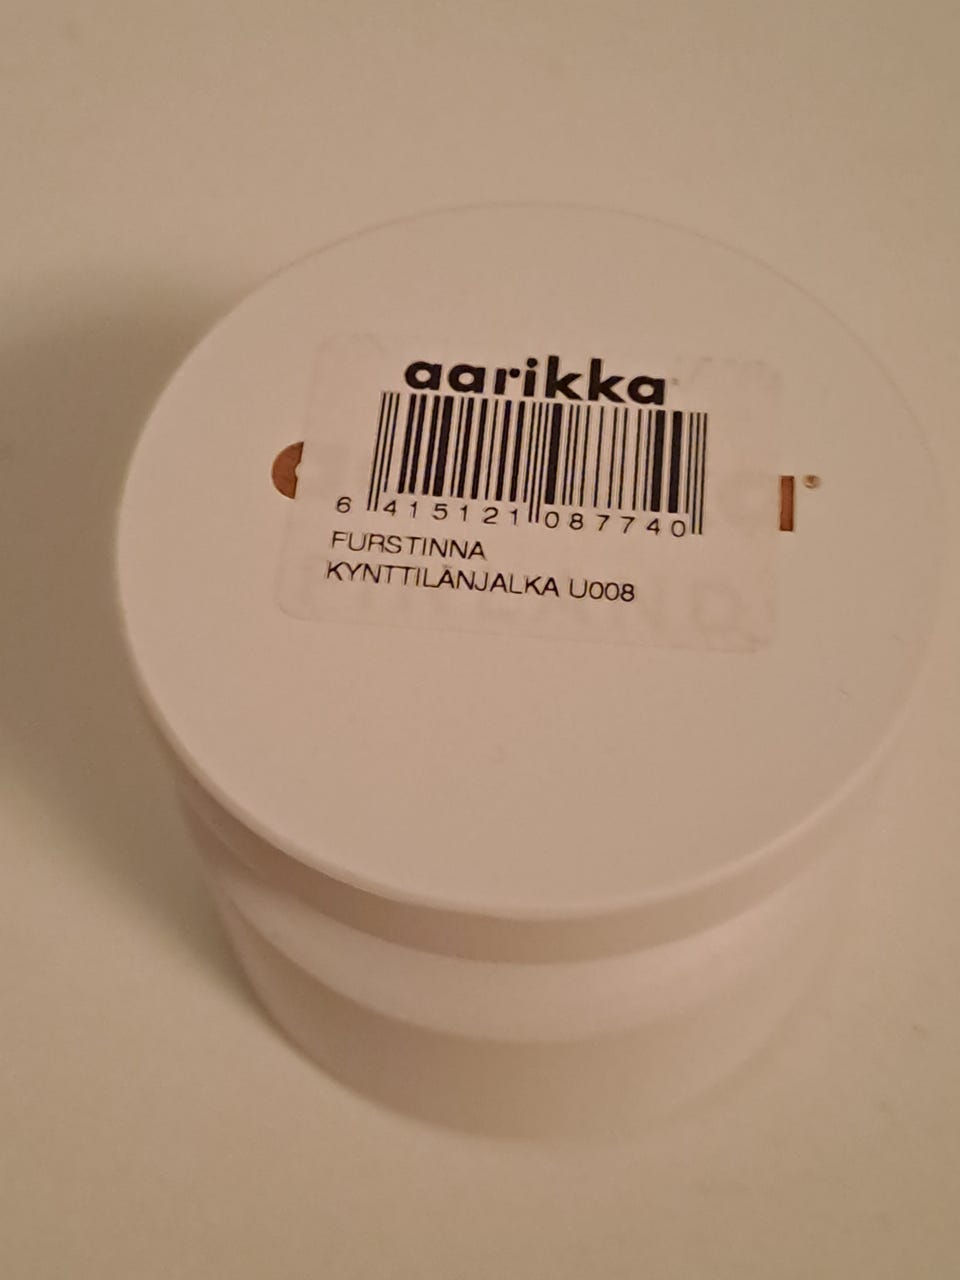 aarikka
6 415121 087740
FURSTINNA
KYNTTILÄNJALKA U008